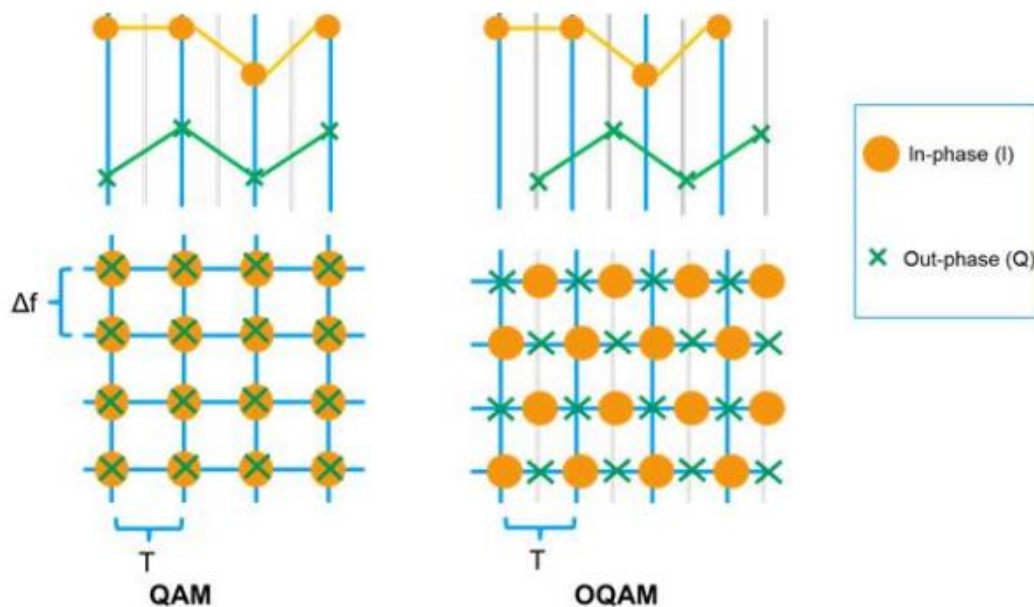 In-phase (I)
Out-phase (Q)
Δf
T
T
QAM
OQAM